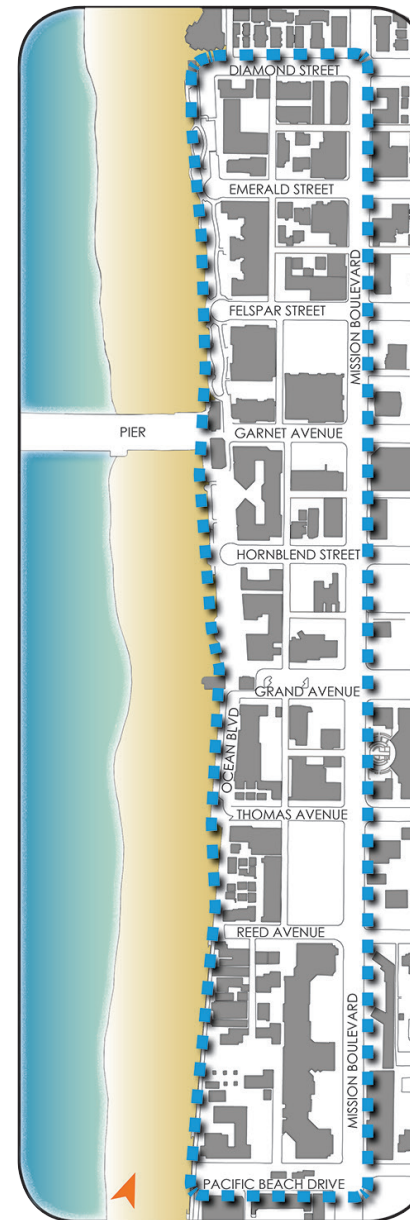 DIAMOND STREET
EMERALD STREET
MISSION BOULEVARD
FELSPAR STREET
PIER
GARNET AVENUE
HORNBLEND STREET
GRAND AVENUE
OCEAN BLVD
THOMAS AVENUE
REED AVENUE
MISSION BOULEVARD
PACIFIC BEACH DRIVE